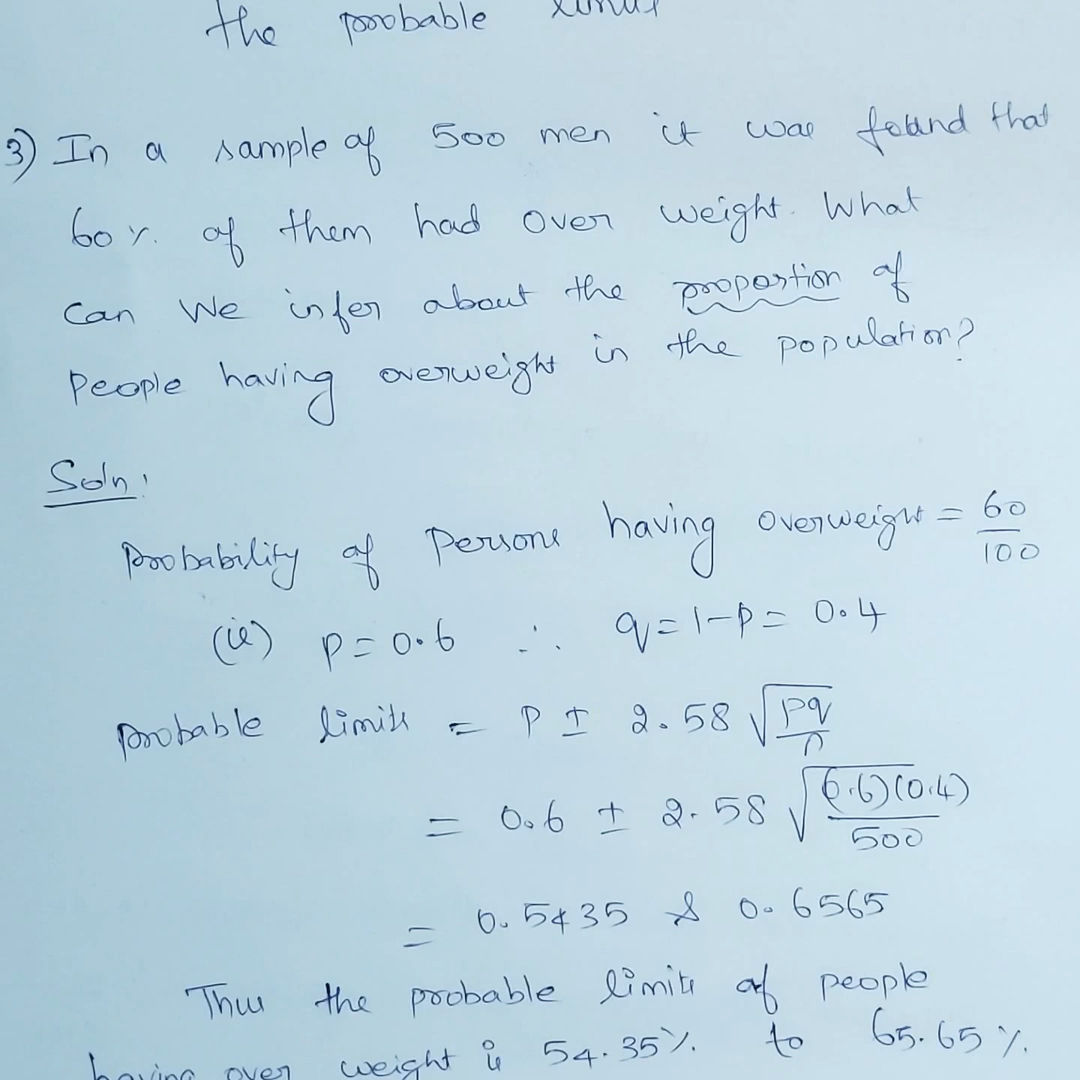 the probable
3) In a sample of 500 men it was found that
60%. of them had over weight. What
can we infer about the proportion of
people having overweight in the population?
Soln:
Probability of persons having overweight = 60/100
(ie) p = 0.6 ∴ q = 1-p = 0.4
Probable limits = p ± 2.58 √(pq/n)
= 0.6 ± 2.58 √((0.6)(0.4)/500)
= 0.5435 & 0.6565
Thus the probable limits of people
having over weight is 54.35%. to 65.65%.